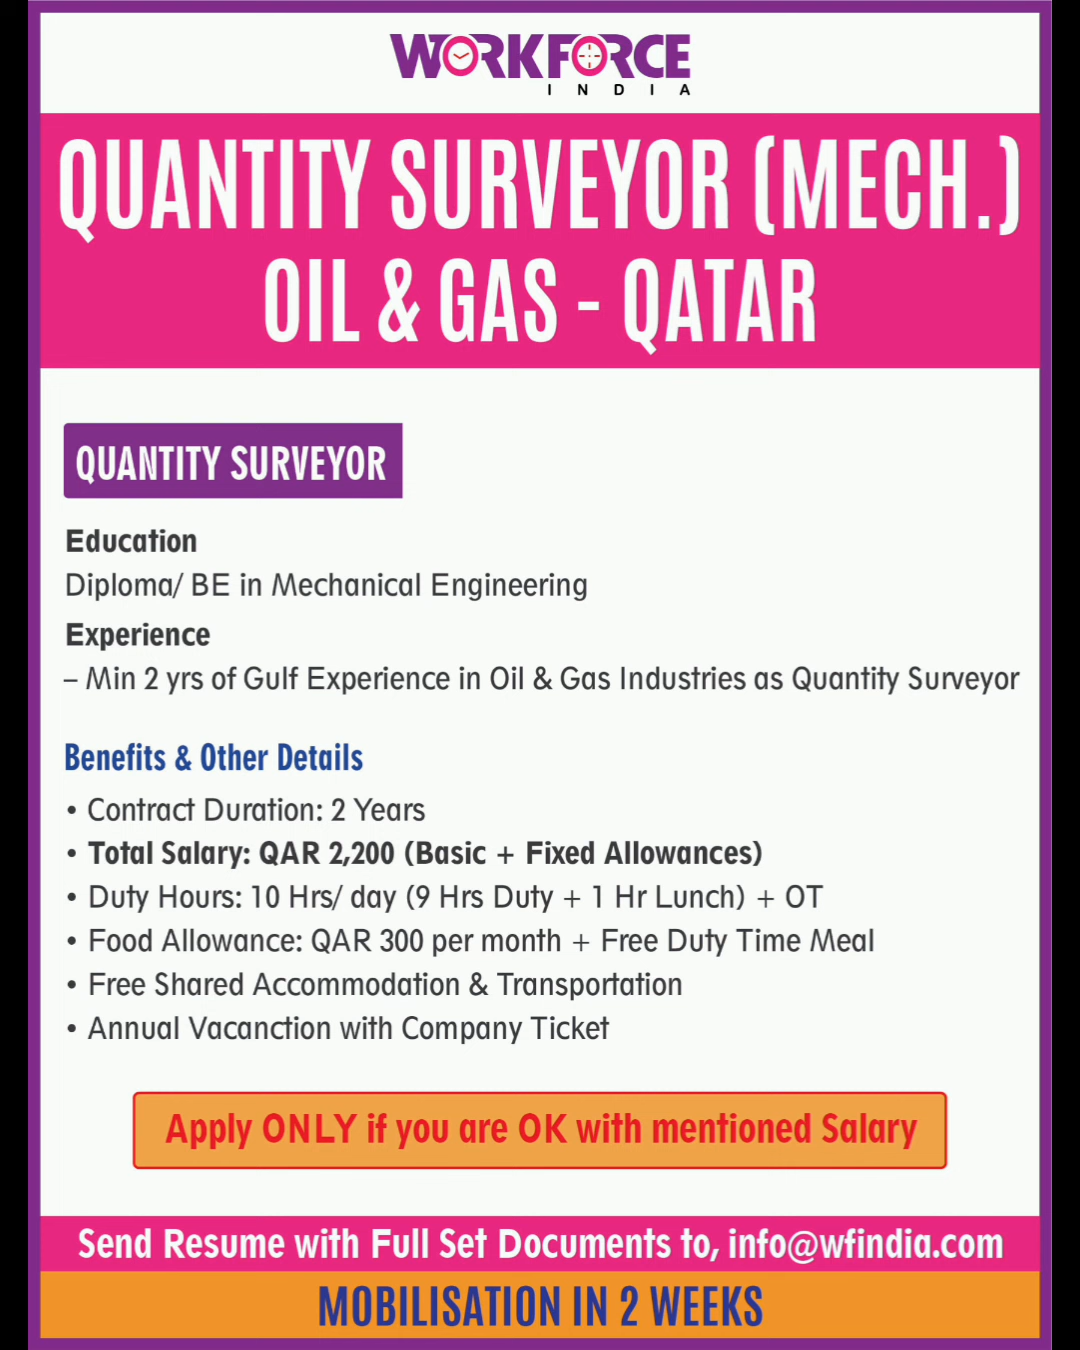 WORKFORCE
INDIA
QUANTITY SURVEYOR (MECH.)
OIL & GAS - QATAR
QUANTITY SURVEYOR
Education
Diploma/ BE in Mechanical Engineering
Experience
– Min 2 yrs of Gulf Experience in Oil & Gas Industries as Quantity Surveyor
Benefits & Other Details
• Contract Duration: 2 Years
• Total Salary: QAR 2,200 (Basic + Fixed Allowances)
• Duty Hours: 10 Hrs/ day (9 Hrs Duty + 1 Hr Lunch) + OT
• Food Allowance: QAR 300 per month + Free Duty Time Meal
• Free Shared Accommodation & Transportation
• Annual Vacanction with Company Ticket
Apply ONLY if you are OK with mentioned Salary
Send Resume with Full Set Documents to, info@wfindia.com
MOBILISATION IN 2 WEEKS